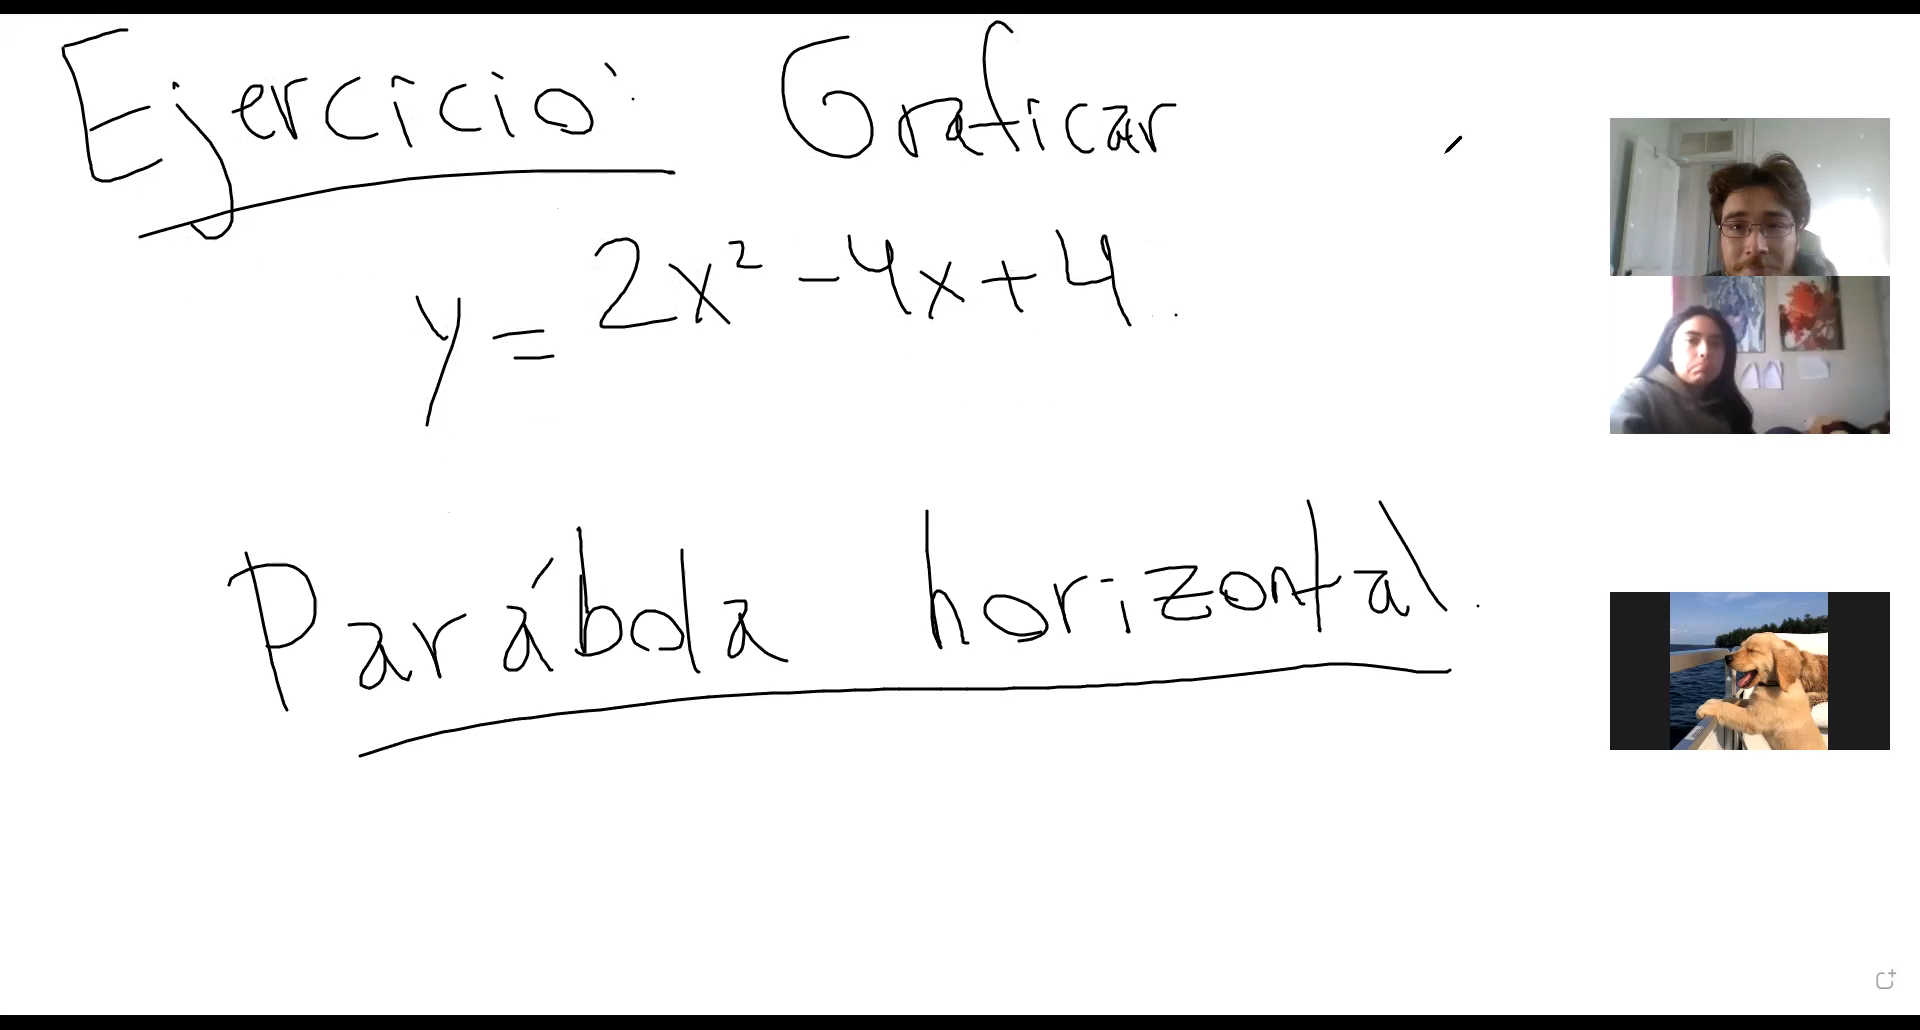 Ejercicio: Graficar
y = 2x² - 4x + 4.
Parábola horizontal.